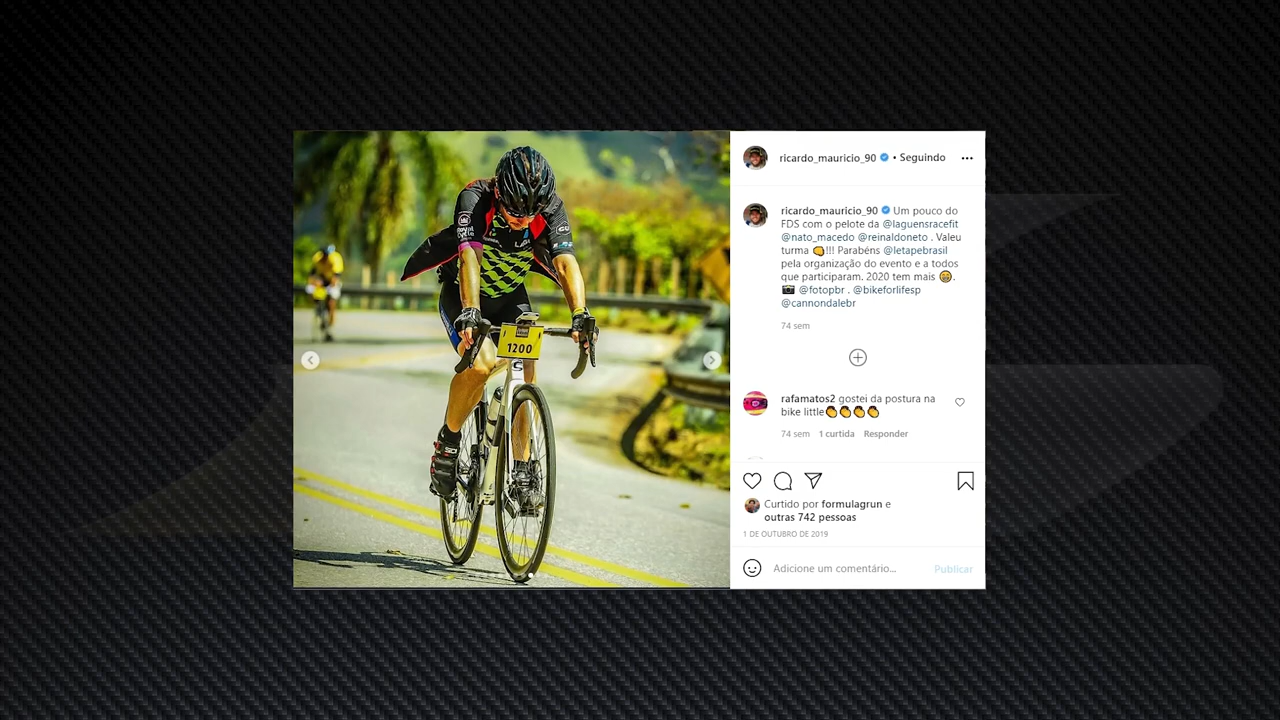 ricardo_mauricio_90 • Seguindo
ricardo_mauricio_90 Um pouco do
FDS com o pelote da @laguensracefit
@nato_macedo @reinaldoneto . Valeu
turma 👏!!! Parabéns @letapebrasil
pela organização do evento e a todos
que participaram. 2020 tem mais 😁.
📷 @fotopbr . @bikeforlifesp
@cannondalebr
74 sem
rafamatos2 gostei da postura na
bike little👏👏👏👏
74 sem 1 curtida Responder
Curtido por formulagrun e
outras 742 pessoas
1 DE OUTUBRO DE 2019
Adicione um comentário... Publicar
Royal
1200